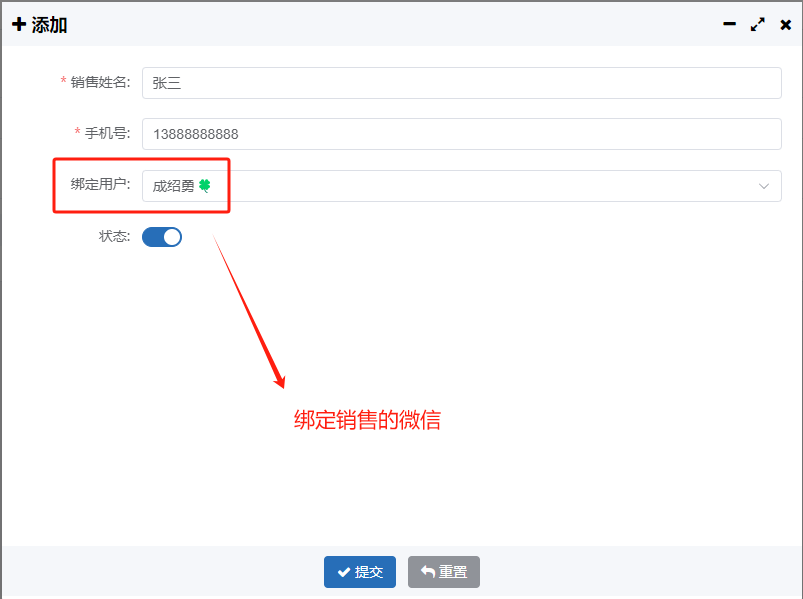 添加
* 销售姓名: 张三
* 手机号: 13888888888
绑定用户: 成绍勇🍀
状态:
绑定销售的微信
提交 重置